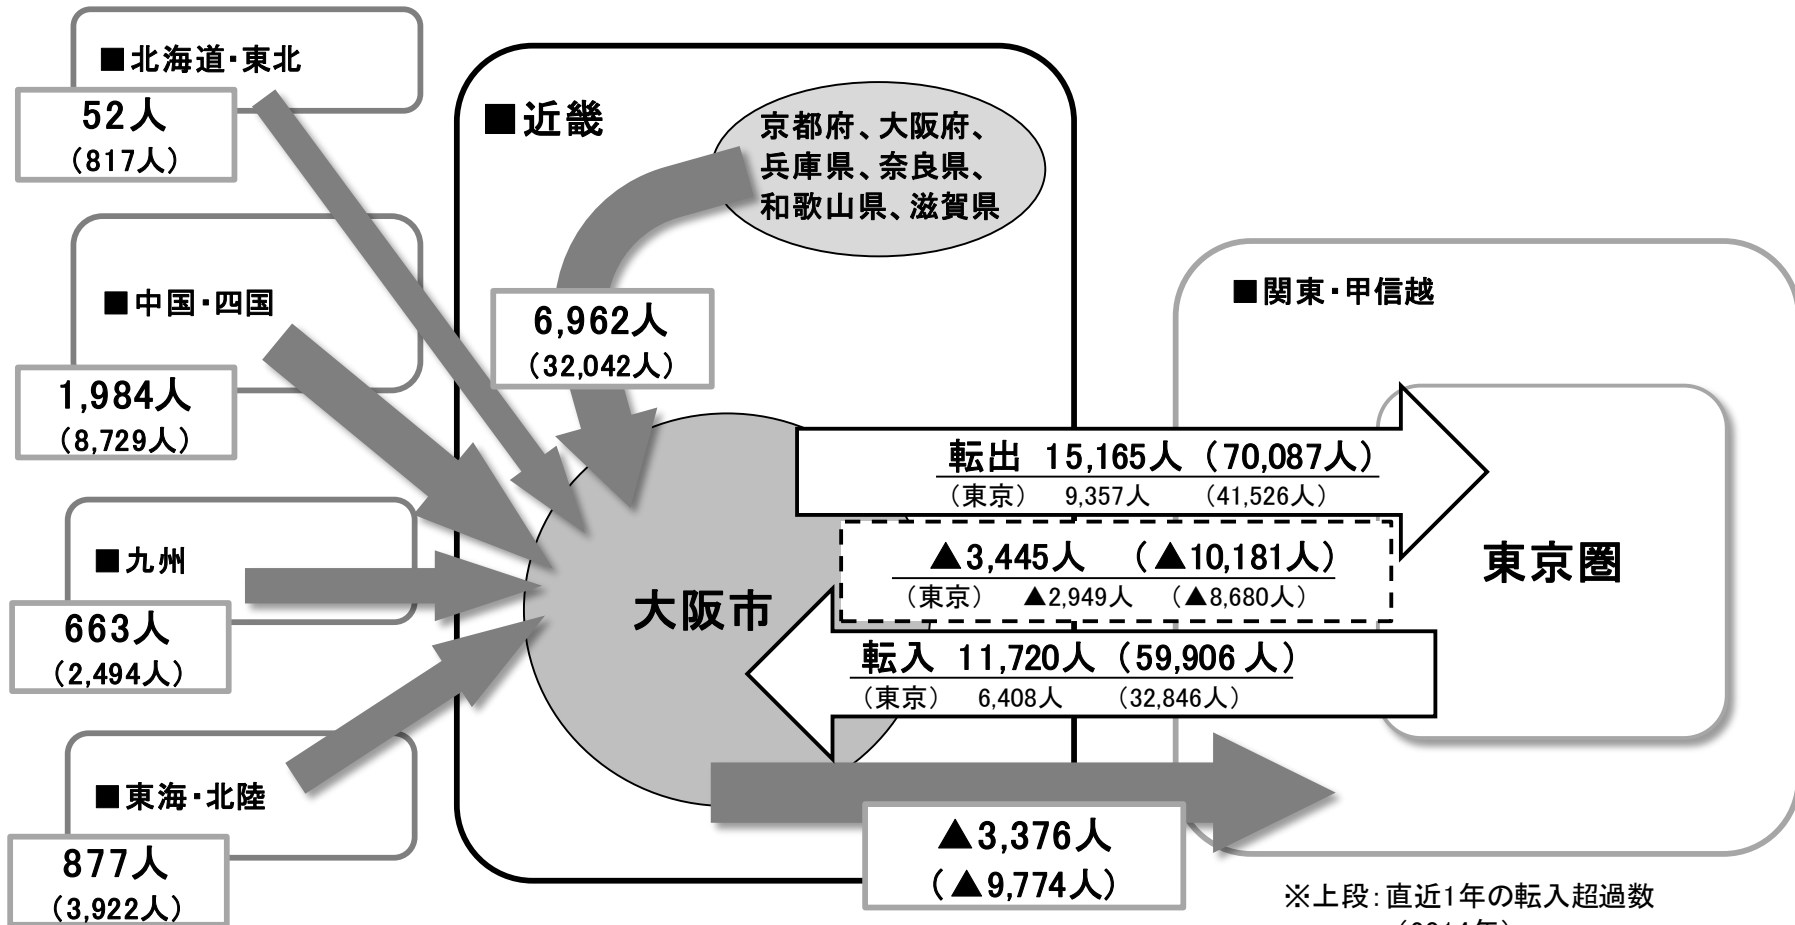 ■北海道・東北
52人
(817人)
■中国・四国
1,984人
(8,729人)
■九州
663人
(2,494人)
■東海・北陸
877人
(3,922人)
■近畿
京都府、大阪府、
兵庫県、奈良県、
和歌山県、滋賀県
6,962人
(32,042人)
大阪市
転出 15,165人 (70,087人)
(東京) 9,357人 (41,526人)
▲3,445人 (▲10,181人)
(東京) ▲2,949人 (▲8,680人)
転入 11,720人 (59,906 人)
(東京) 6,408人 (32,846人)
▲3,376人
(▲9,774人)
■関東・甲信越
東京圏
※上段:直近1年の転入超過数